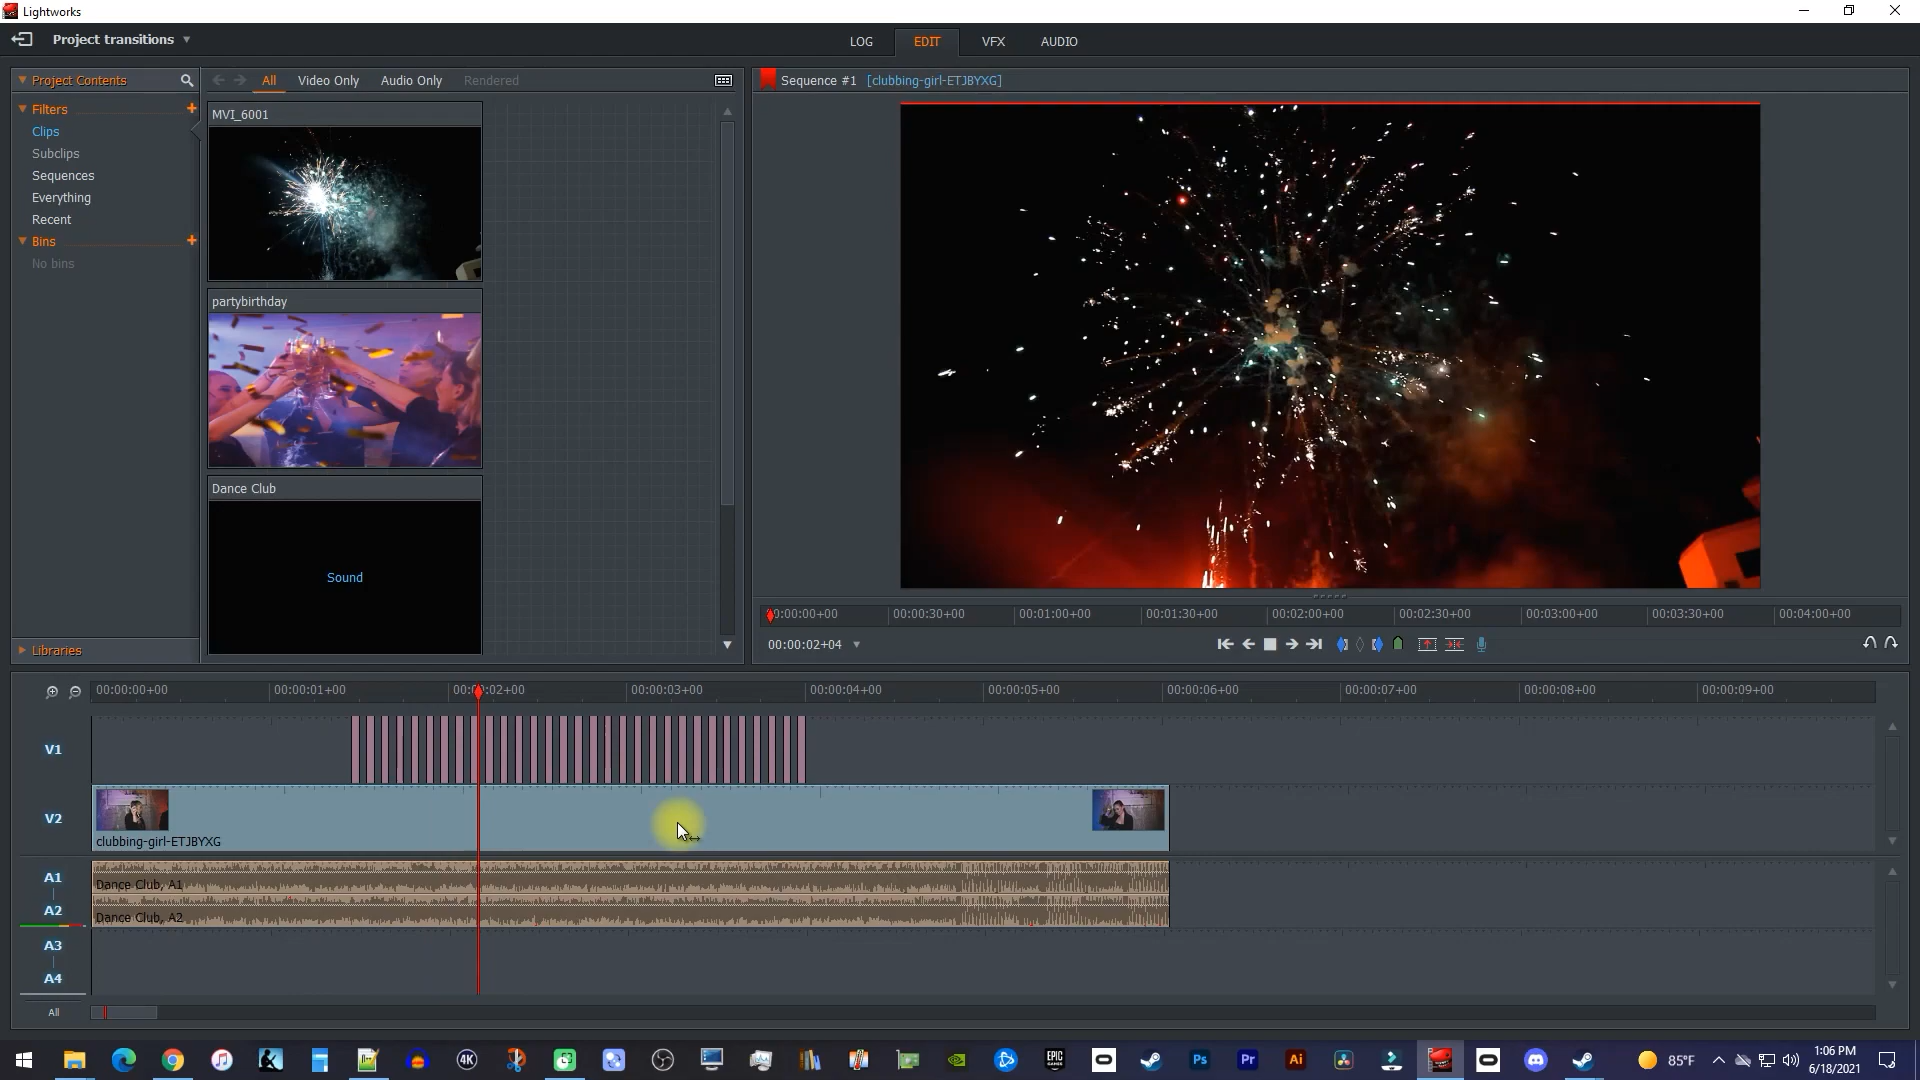 Lightworks
Project transitions
LOG
EDIT
VFX
AUDIO
Project Contents
All
Video Only
Audio Only
Rendered
Sequence #1 [clubbing-girl-ETJBYXG]
Filters
Clips
Subclips
Sequences
Everything
Recent
Bins
No bins
Libraries
MVI_6001
partybirthday
Dance Club
Sound
00:00:30+00
00:01:00+00
00:01:30+00
00:02:00+00
00:02:30+00
00:03:00+00
00:03:30+00
00:04:00+00
00:00:02+04
00:00:00+00
00:00:01+00
00:00:03+00
00:00:04+00
00:00:05+00
00:00:06+00
00:00:07+00
00:00:08+00
00:00:09+00
V1
V2
clubbing-girl-ETJBYXG
A1
Dance Club, A1
A2
Dance Club, A2
A3
A4
All
4K
EPIC GAMES
Ps
Pr
Ai
85°F
1:06 PM
6/18/2021